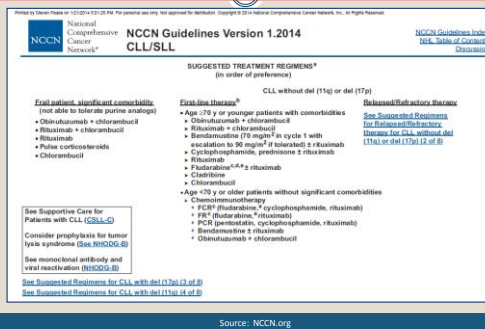 Printed by Steven Pease on 1/21/2014 5:01:25 PM. For personal use only. Not approved for distribution. Copyright © 2014 National Comprehensive Cancer Network, Inc., All Rights Reserved.
NCCN
National
Comprehensive
Cancer
Network®
NCCN Guidelines Version 1.2014
CLL/SLL
NCCN Guidelines Index
NHL Table of Contents
Discussion
SUGGESTED TREATMENT REGIMENSᵃ
(in order of preference)
CLL without del (11q) or del (17p)
Frail patient, significant comorbidity
(not able to tolerate purine analogs)
• Obinutuzumab + chlorambucil
• Rituximab + chlorambucil
• Rituximab
• Pulse corticosteroids
• Chlorambucil
First-line therapyᵇ
• Age ≥70 y or younger patients with comorbidities
▸ Obinutuzumab + chlorambucil
▸ Rituximab + chlorambucil
▸ Bendamustine (70 mg/m² in cycle 1 with
escalation to 90 mg/m² if tolerated) ± rituximab
▸ Cyclophosphamide, prednisone ± rituximab
▸ Rituximab
▸ Fludarabineᶜ,ᵈ,ᵉ ± rituximab
▸ Cladribine
▸ Chlorambucil
• Age <70 y or older patients without significant comorbidities
▸ Chemoimmunotherapy
◊ FCRᶜ (fludarabine,ᵉ cyclophosphamide, rituximab)
◊ FRᶜ (fludarabine,ᵉ rituximab)
◊ PCR (pentostatin, cyclophosphamide, rituximab)
◊ Bendamustine ± rituximab
◊ Obinutuzumab + chlorambucil
Relapsed/Refractory therapy
See Suggested Regimens
for Relapsed/Refractory
therapy for CLL without del
(11q) or del (17p) (2 of 8)
See Supportive Care for
Patients with CLL (CSLL-C)
Consider prophylaxis for tumor
lysis syndrome (See NHODG-B)
See monoclonal antibody and
viral reactivation (NHODG-B)
See Suggested Regimens for CLL with del (17p) (3 of 8)
See Suggested Regimens for CLL with del (11q) (4 of 8)
Source: NCCN.org